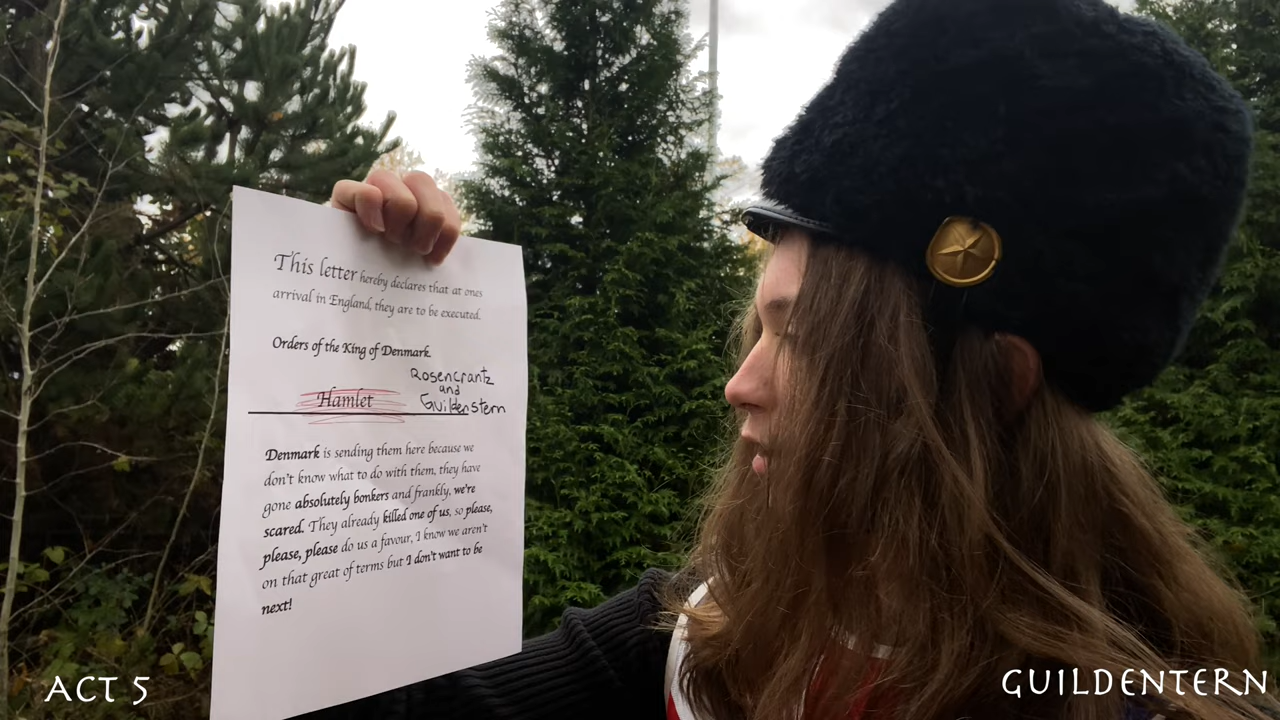 This letter hereby declares that at ones
arrival in England, they are to be executed.
Orders of the King of Denmark.
Hamlet
Rosencrantz
and
Guildenstern
Denmark is sending them here because we
don't know what to do with them, they have
gone absolutely bonkers and frankly, we're
scared. They already killed one of us, so please,
please, please do us a favour, I know we aren't
on that great of terms but I don't want to be
next!
ACT 5
GUILDENTERN